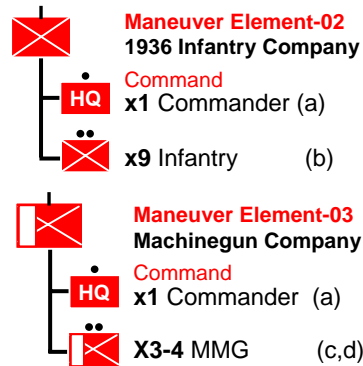 Maneuver Element-02
1936 Infantry Company
Command
HQ x1 Commander (a)
x9 Infantry (b)
Maneuver Element-03
Machinegun Company
Command
HQ x1 Commander (a)
X3-4 MMG (c,d)